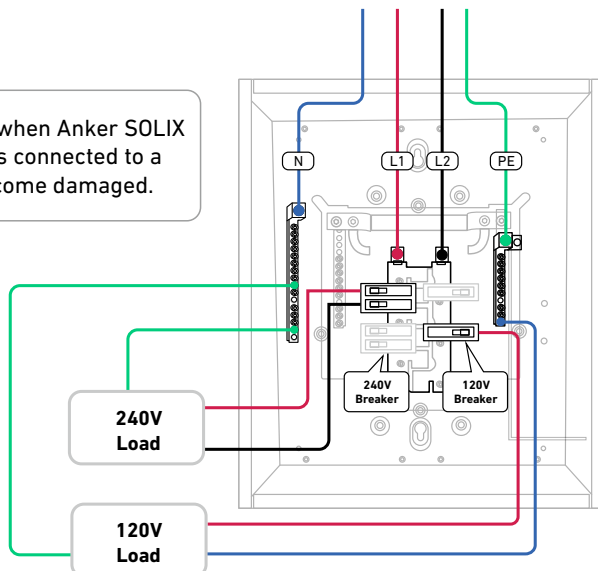 when Anker SOLIX
s connected to a
come damaged.
N
L1
L2
PE
240V
Breaker
120V
Breaker
240V
Load
120V
Load